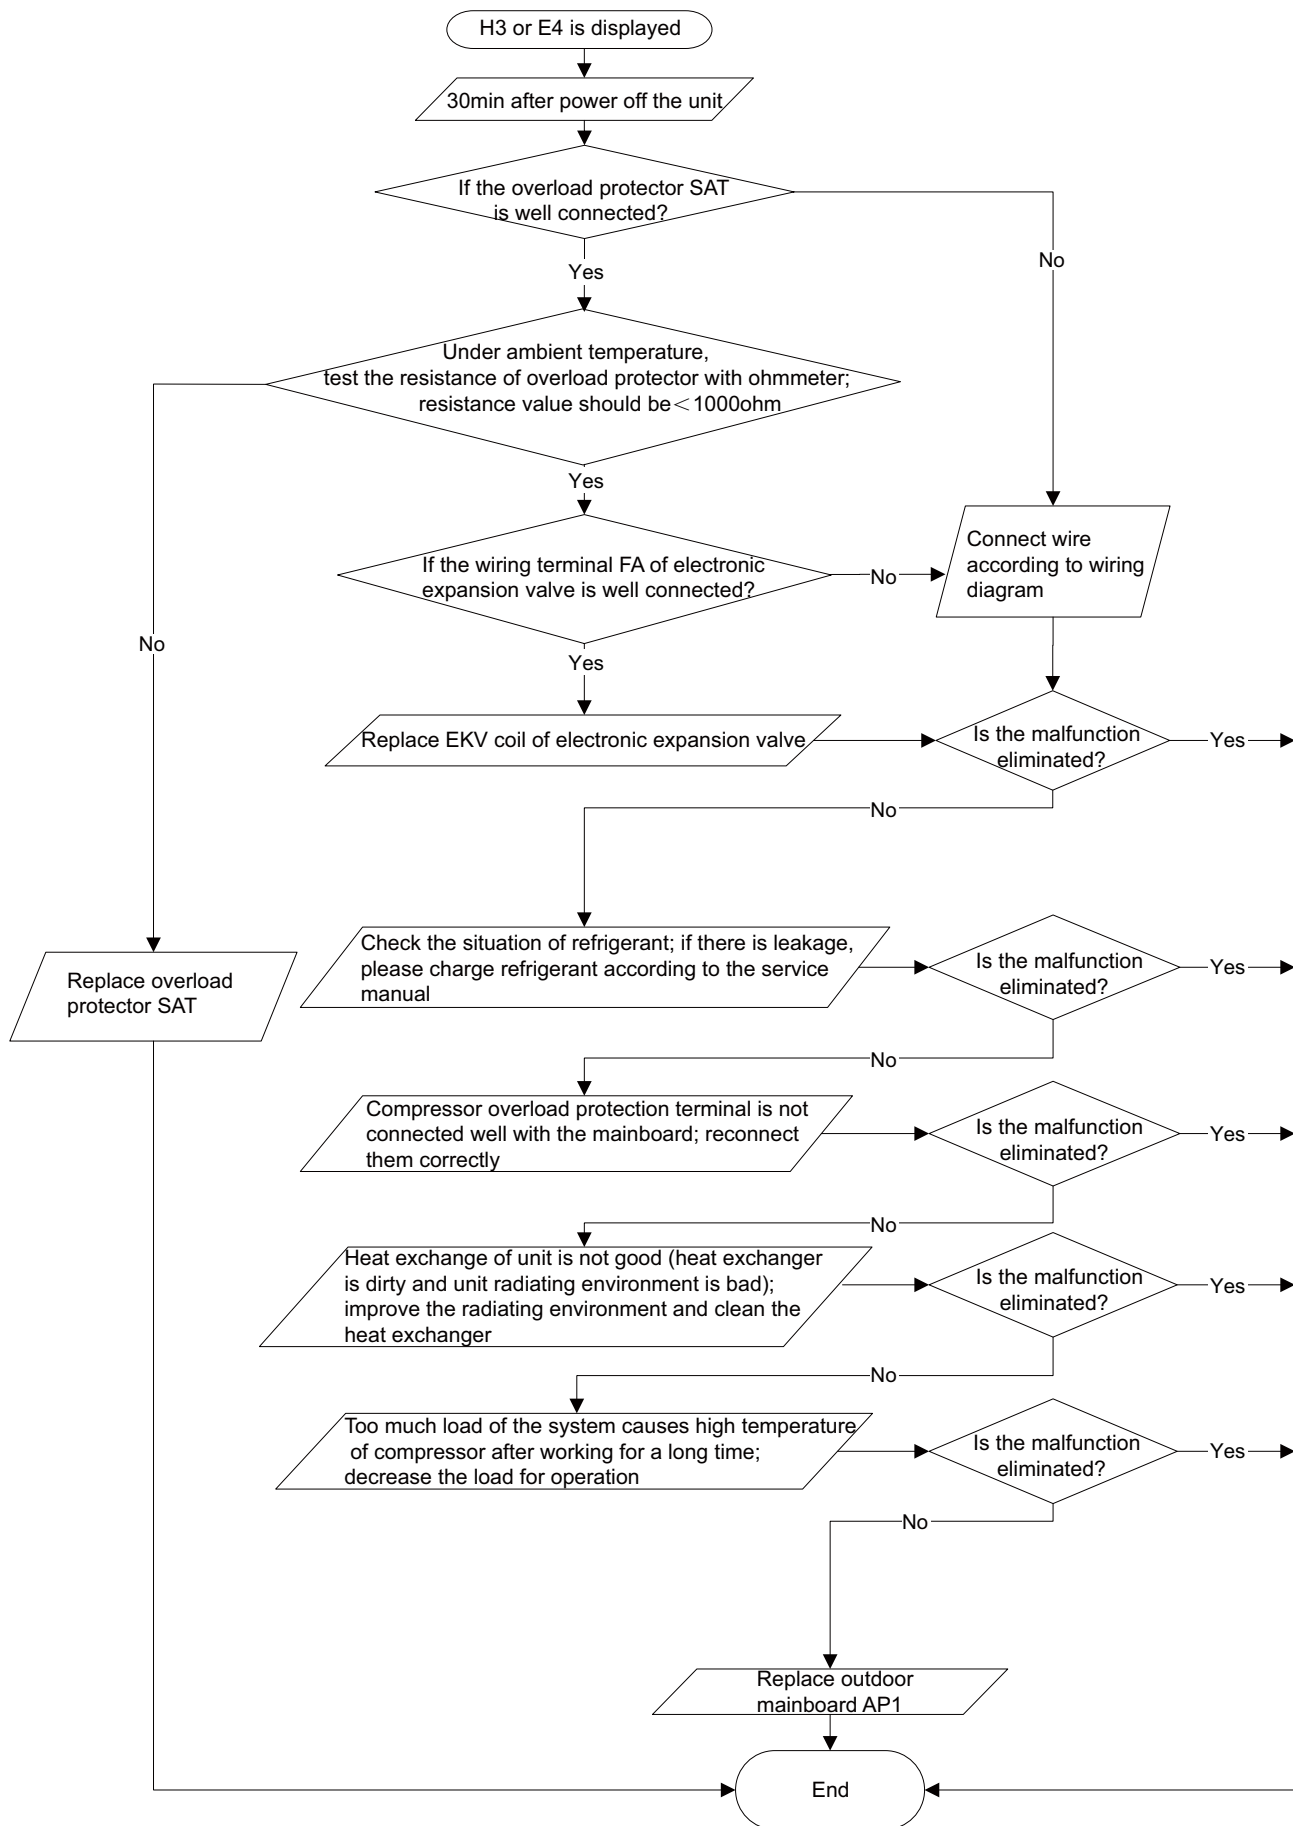 H3 or E4 is displayed
30min after power off the unit
If the overload protector SAT
is well connected?
No
Yes
Under ambient temperature,
test the resistance of overload protector with ohmmeter;
resistance value should be＜1000ohm
Yes
If the wiring terminal FA of electronic
expansion valve is well connected?
No
Connect wire
according to wiring
diagram
No
Yes
Replace EKV coil of electronic expansion valve
Is the malfunction
eliminated?
Yes
No
Check the situation of refrigerant; if there is leakage,
please charge refrigerant according to the service
manual
Is the malfunction
eliminated?
Yes
Replace overload
protector SAT
No
Compressor overload protection terminal is not
connected well with the mainboard; reconnect
them correctly
Is the malfunction
eliminated?
Yes
No
Heat exchange of unit is not good (heat exchanger
is dirty and unit radiating environment is bad);
improve the radiating environment and clean the
heat exchanger
Is the malfunction
eliminated?
Yes
No
Too much load of the system causes high temperature
of compressor after working for a long time;
decrease the load for operation
Is the malfunction
eliminated?
Yes
No
Replace outdoor
mainboard AP1
End